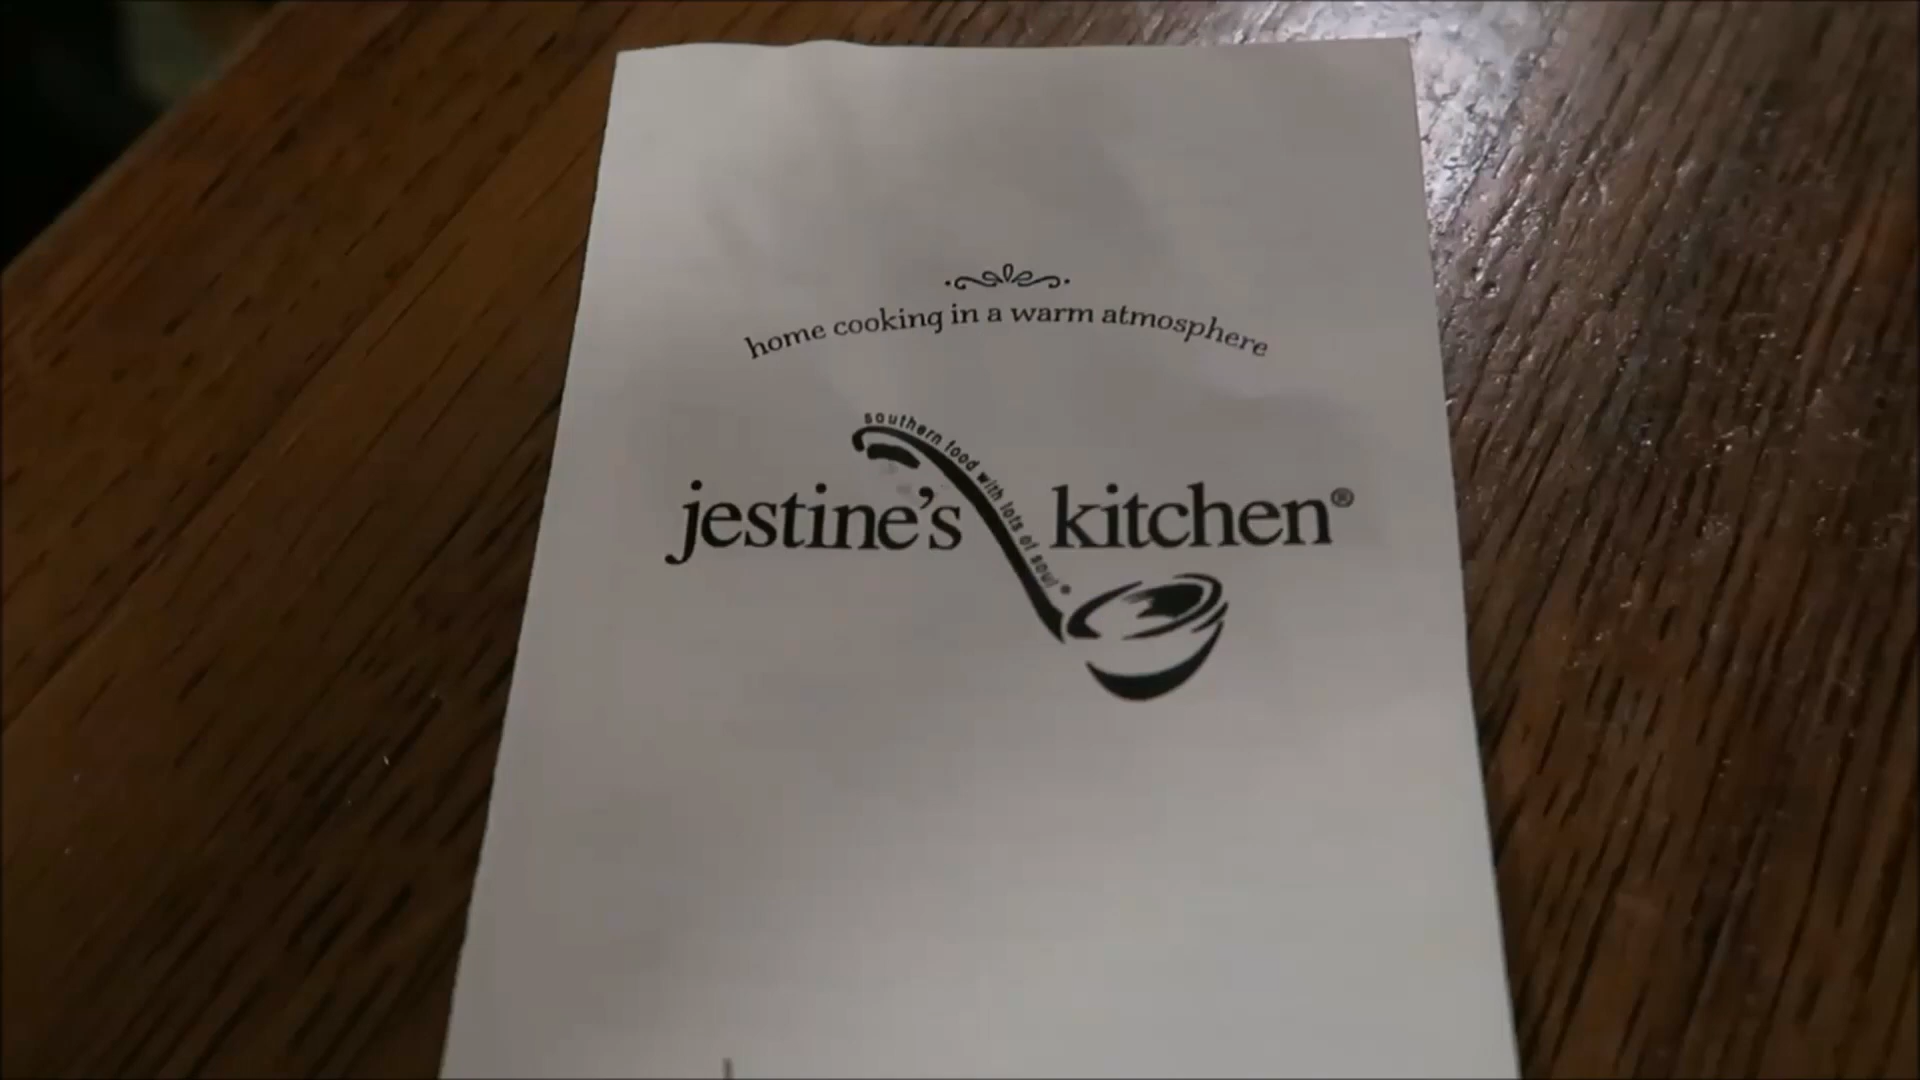 home cooking in a warm atmosphere
southern food with lots of soul®
jestine's kitchen®